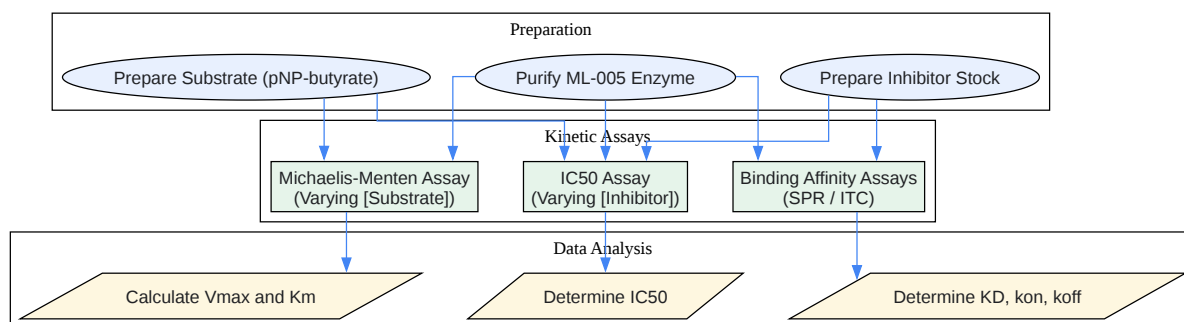 Preparation
Prepare Substrate (pNP-butyrate)
Purify ML-005 Enzyme
Prepare Inhibitor Stock
Kinetic Assays
Michaelis-Menten Assay
(Varying [Substrate])
IC50 Assay
(Varying [Inhibitor])
Binding Affinity Assays
(SPR / ITC)
Data Analysis
Calculate Vmax and Km
Determine IC50
Determine KD, kon, koff